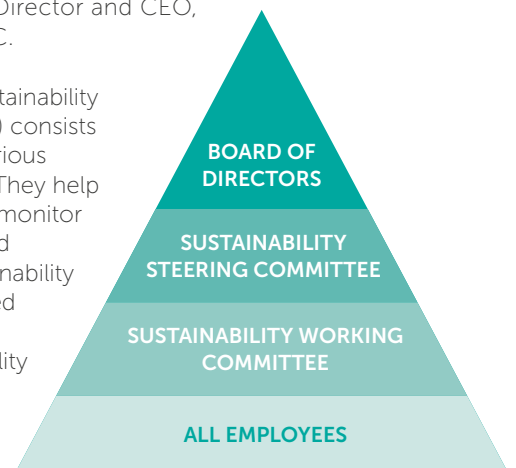 Director and CEO,
C.
tainability
) consists
rious
They help
monitor
d
nability
ed
lity
BOARD OF
DIRECTORS
SUSTAINABILITY
STEERING COMMITTEE
SUSTAINABILITY WORKING
COMMITTEE
ALL EMPLOYEES